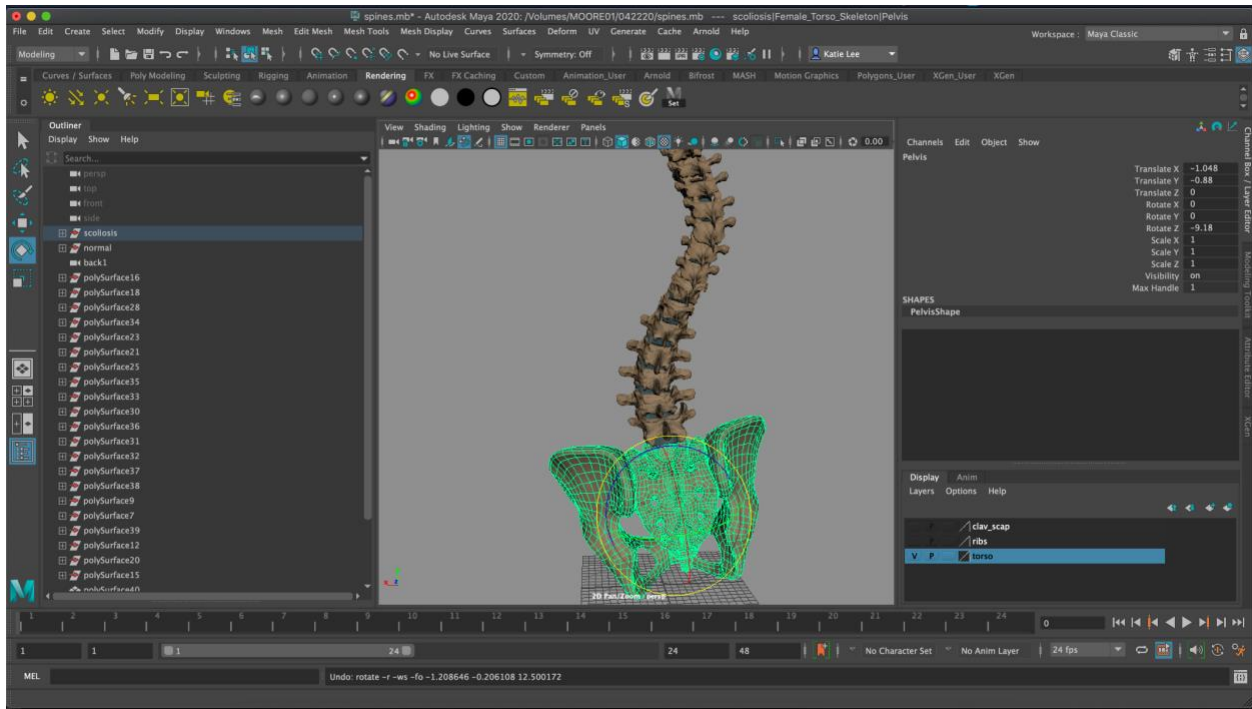 spines.mb* - Autodesk Maya 2020: /Volumes/MOORE01/042220/spines.mb --- scoliosis|Female_Torso_Skeleton|Pelvis
File Edit Create Select Modify Display Windows Mesh Edit Mesh Mesh Tools Mesh Display Curves Surfaces Deform UV Generate Cache Arnold Help Workspace : Maya Classic
Modeling No Live Surface Symmetry: Off Katie Lee
Curves / Surfaces Poly Modeling Sculpting Rigging Animation Rendering FX FX Caching Custom Animation_User Arnold Bifrost MASH Motion Graphics Polygons_User XGen_User XGen
Set
Outliner
Display Show Help
Search...
persp
top
front
side
scoliosis
normal
back1
polySurface16
polySurface18
polySurface28
polySurface34
polySurface23
polySurface21
polySurface25
polySurface35
polySurface33
polySurface30
polySurface36
polySurface31
polySurface32
polySurface37
polySurface38
polySurface9
polySurface7
polySurface39
polySurface12
polySurface20
polySurface15
polySurface40
View Shading Lighting Show Renderer Panels
0.00
2D Pan/Zoom : persp
Channels Edit Object Show
Pelvis
Translate X -1.048
Translate Y -0.88
Translate Z 0
Rotate X 0
Rotate Y 0
Rotate Z -9.18
Scale X 1
Scale Y 1
Scale Z 1
Visibility on
Max Handle 1
SHAPES
PelvisShape
Display Anim
Layers Options Help
clav_scap
ribs
V P torso
Channel Box / Layer Editor
Modeling Toolkit
Attribute Editor
XGen
1 2 3 4 5 6 7 8 9 10 11 12 13 14 15 16 17 18 19 20 21 22 23 24 0
1 1 1 24 24 48 No Character Set No Anim Layer 24 fps
MEL Undo: rotate -r -ws -fo -1.208646 -0.206108 12.500172